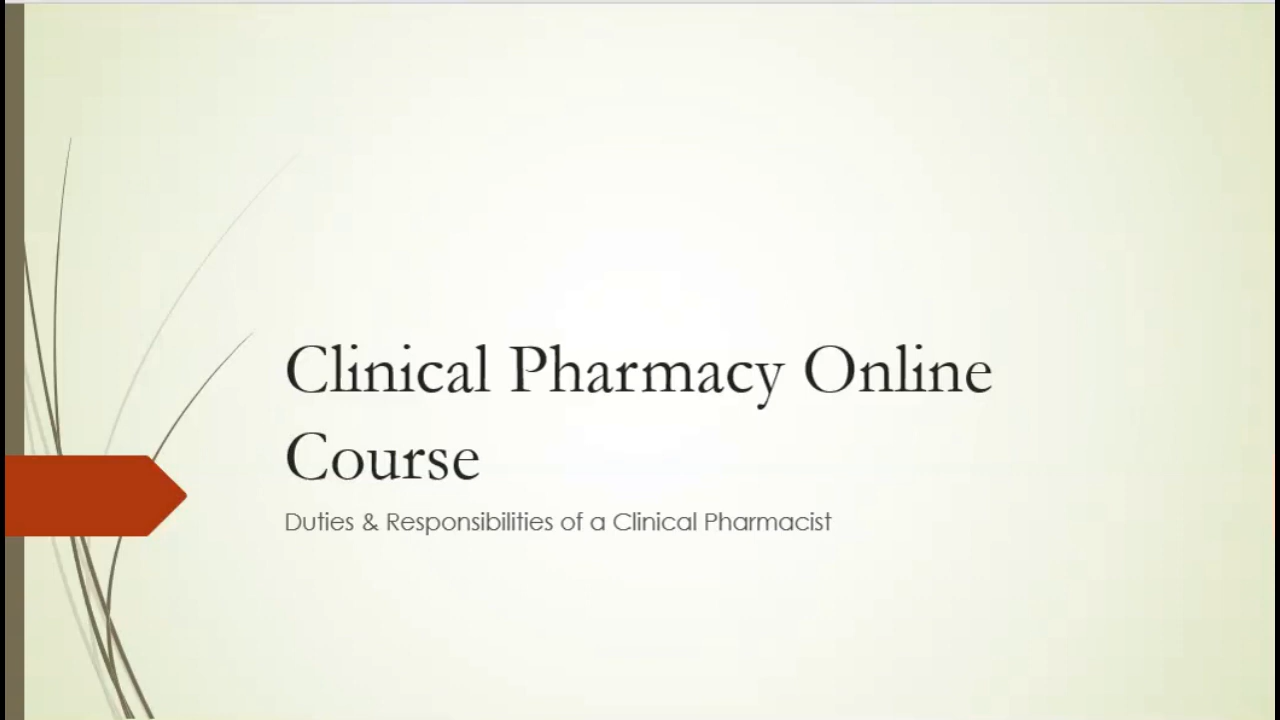 Clinical Pharmacy Online
Course
Duties & Responsibilities of a Clinical Pharmacist